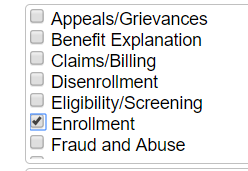 Appeals/Grievances
Benefit Explanation
Claims/Billing
Disenrollment
Eligibility/Screening
Enrollment
Fraud and Abuse